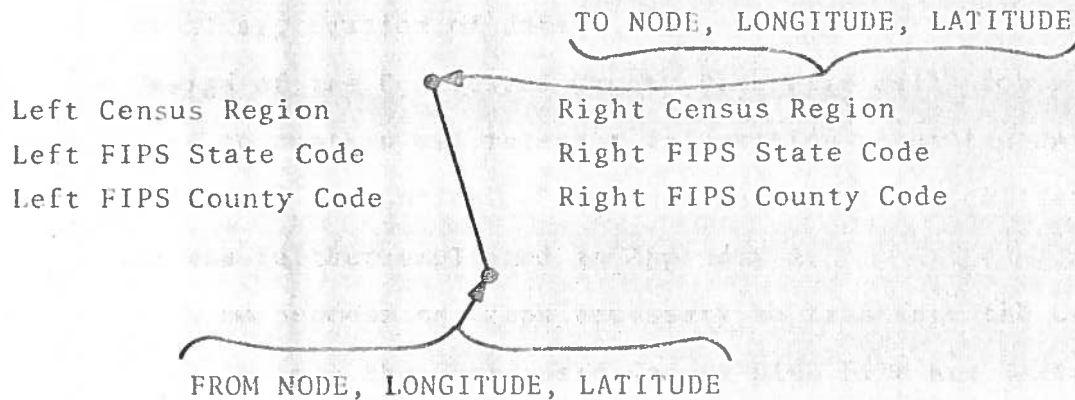 TO NODE, LONGITUDE, LATITUDE
Left Census Region
Left FIPS State Code
Left FIPS County Code
Right Census Region
Right FIPS State Code
Right FIPS County Code
FROM NODE, LONGITUDE, LATITUDE